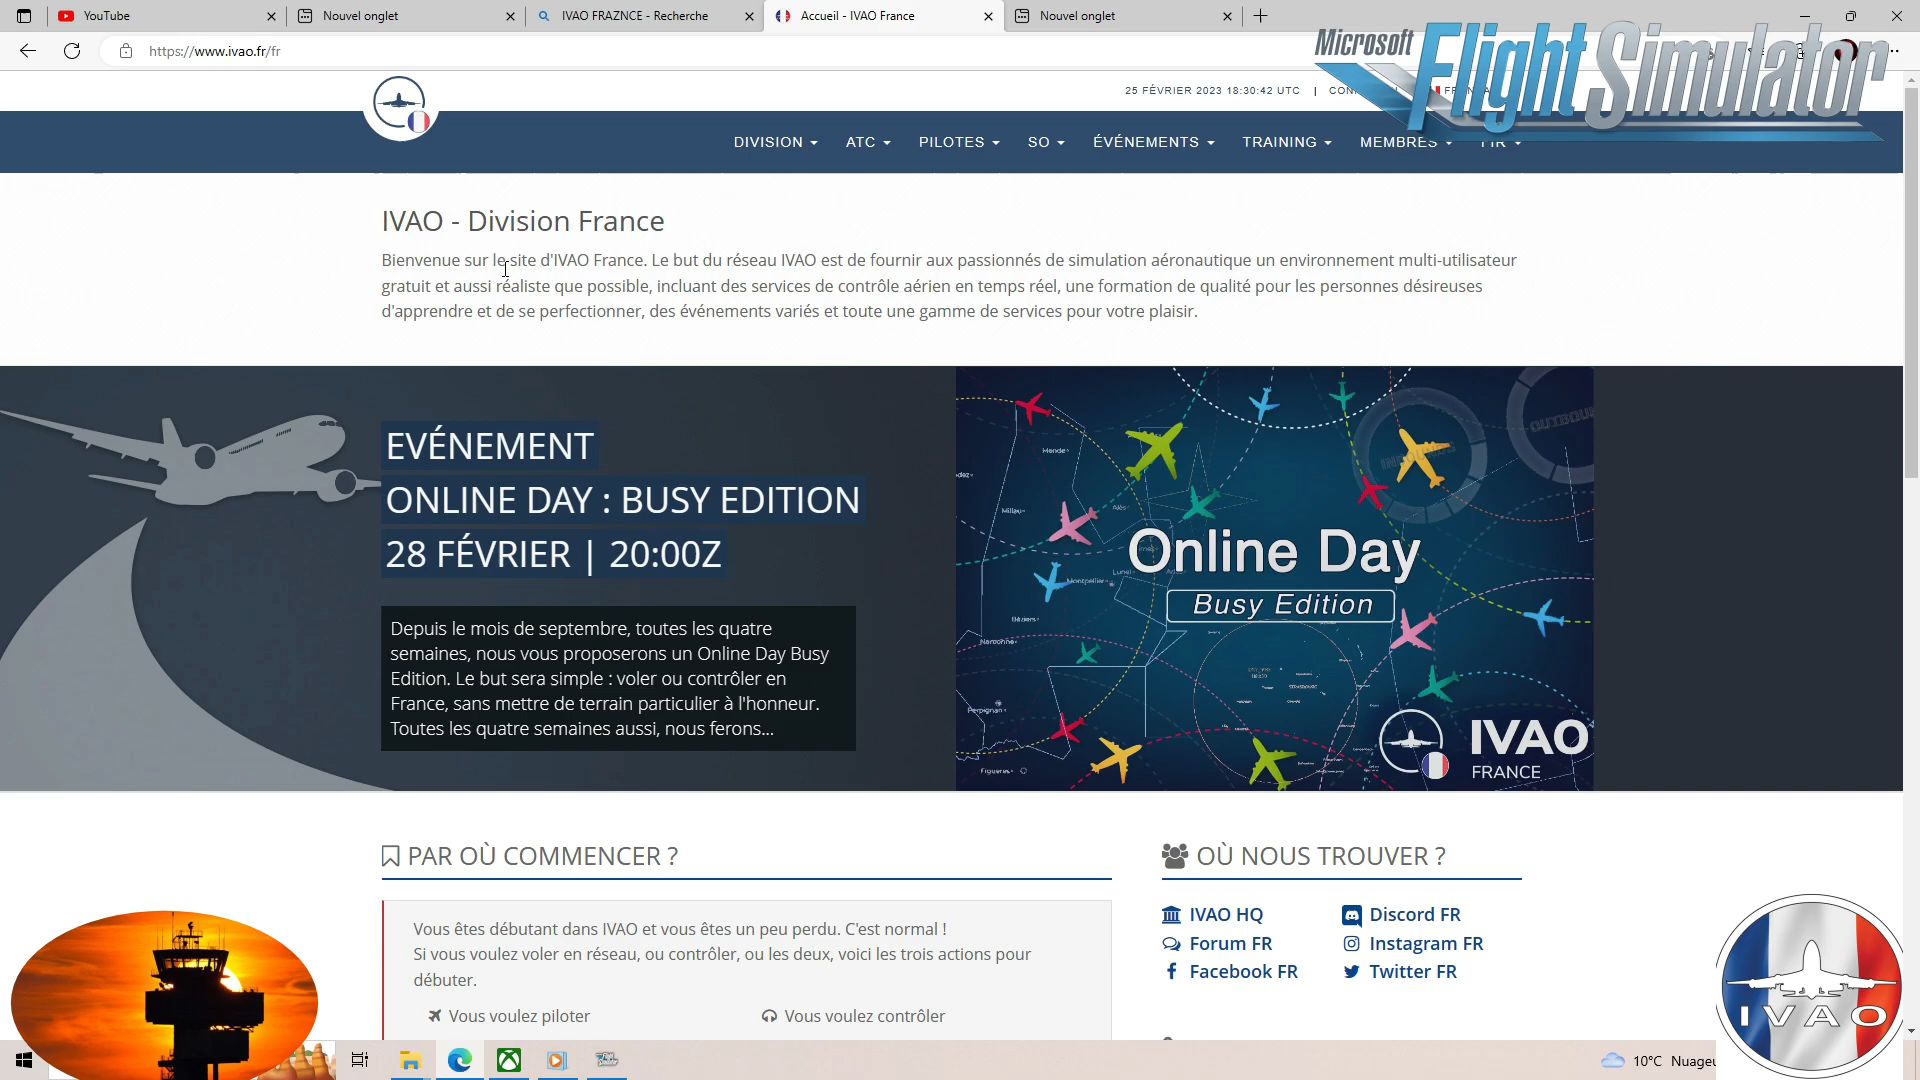 YouTube
Nouvel onglet
IVAO FRAZNCE - Recherche
Accueil - IVAO France
Nouvel onglet
https://www.ivao.fr/fr
Microsoft
Flight Simulator
25 FÉVRIER 2023 18:30:42 UTC |
DIVISION
ATC
PILOTES
SO
ÉVÉNEMENTS
TRAINING
MEMBRES
FIR
IVAO - Division France
Bienvenue sur le site d'IVAO France. Le but du réseau IVAO est de fournir aux passionnés de simulation aéronautique un environnement multi-utilisateur
gratuit et aussi réaliste que possible, incluant des services de contrôle aérien en temps réel, une formation de qualité pour les personnes désireuses
d'apprendre et de se perfectionner, des événements variés et toute une gamme de services pour votre plaisir.
EVÉNEMENT
ONLINE DAY : BUSY EDITION
28 FÉVRIER | 20:00Z
Depuis le mois de septembre, toutes les quatre
semaines, nous vous proposerons un Online Day Busy
Edition. Le but sera simple : voler ou contrôler en
France, sans mettre de terrain particulier à l'honneur.
Toutes les quatre semaines aussi, nous ferons...
Mende
Millau
Alès
Online Day
Lunel
Montpellier
Busy Edition
Béziers
Narbonne
Perpignan
Figueres
IVAO
FRANCE
PAR OÙ COMMENCER ?
Vous êtes débutant dans IVAO et vous êtes un peu perdu. C'est normal !
Si vous voulez voler en réseau, ou contrôler, ou les deux, voici les trois actions pour
débuter.
Vous voulez piloter
Vous voulez contrôler
OÙ NOUS TROUVER ?
IVAO HQ
Discord FR
Forum FR
Instagram FR
Facebook FR
Twitter FR
IVAO
10°C